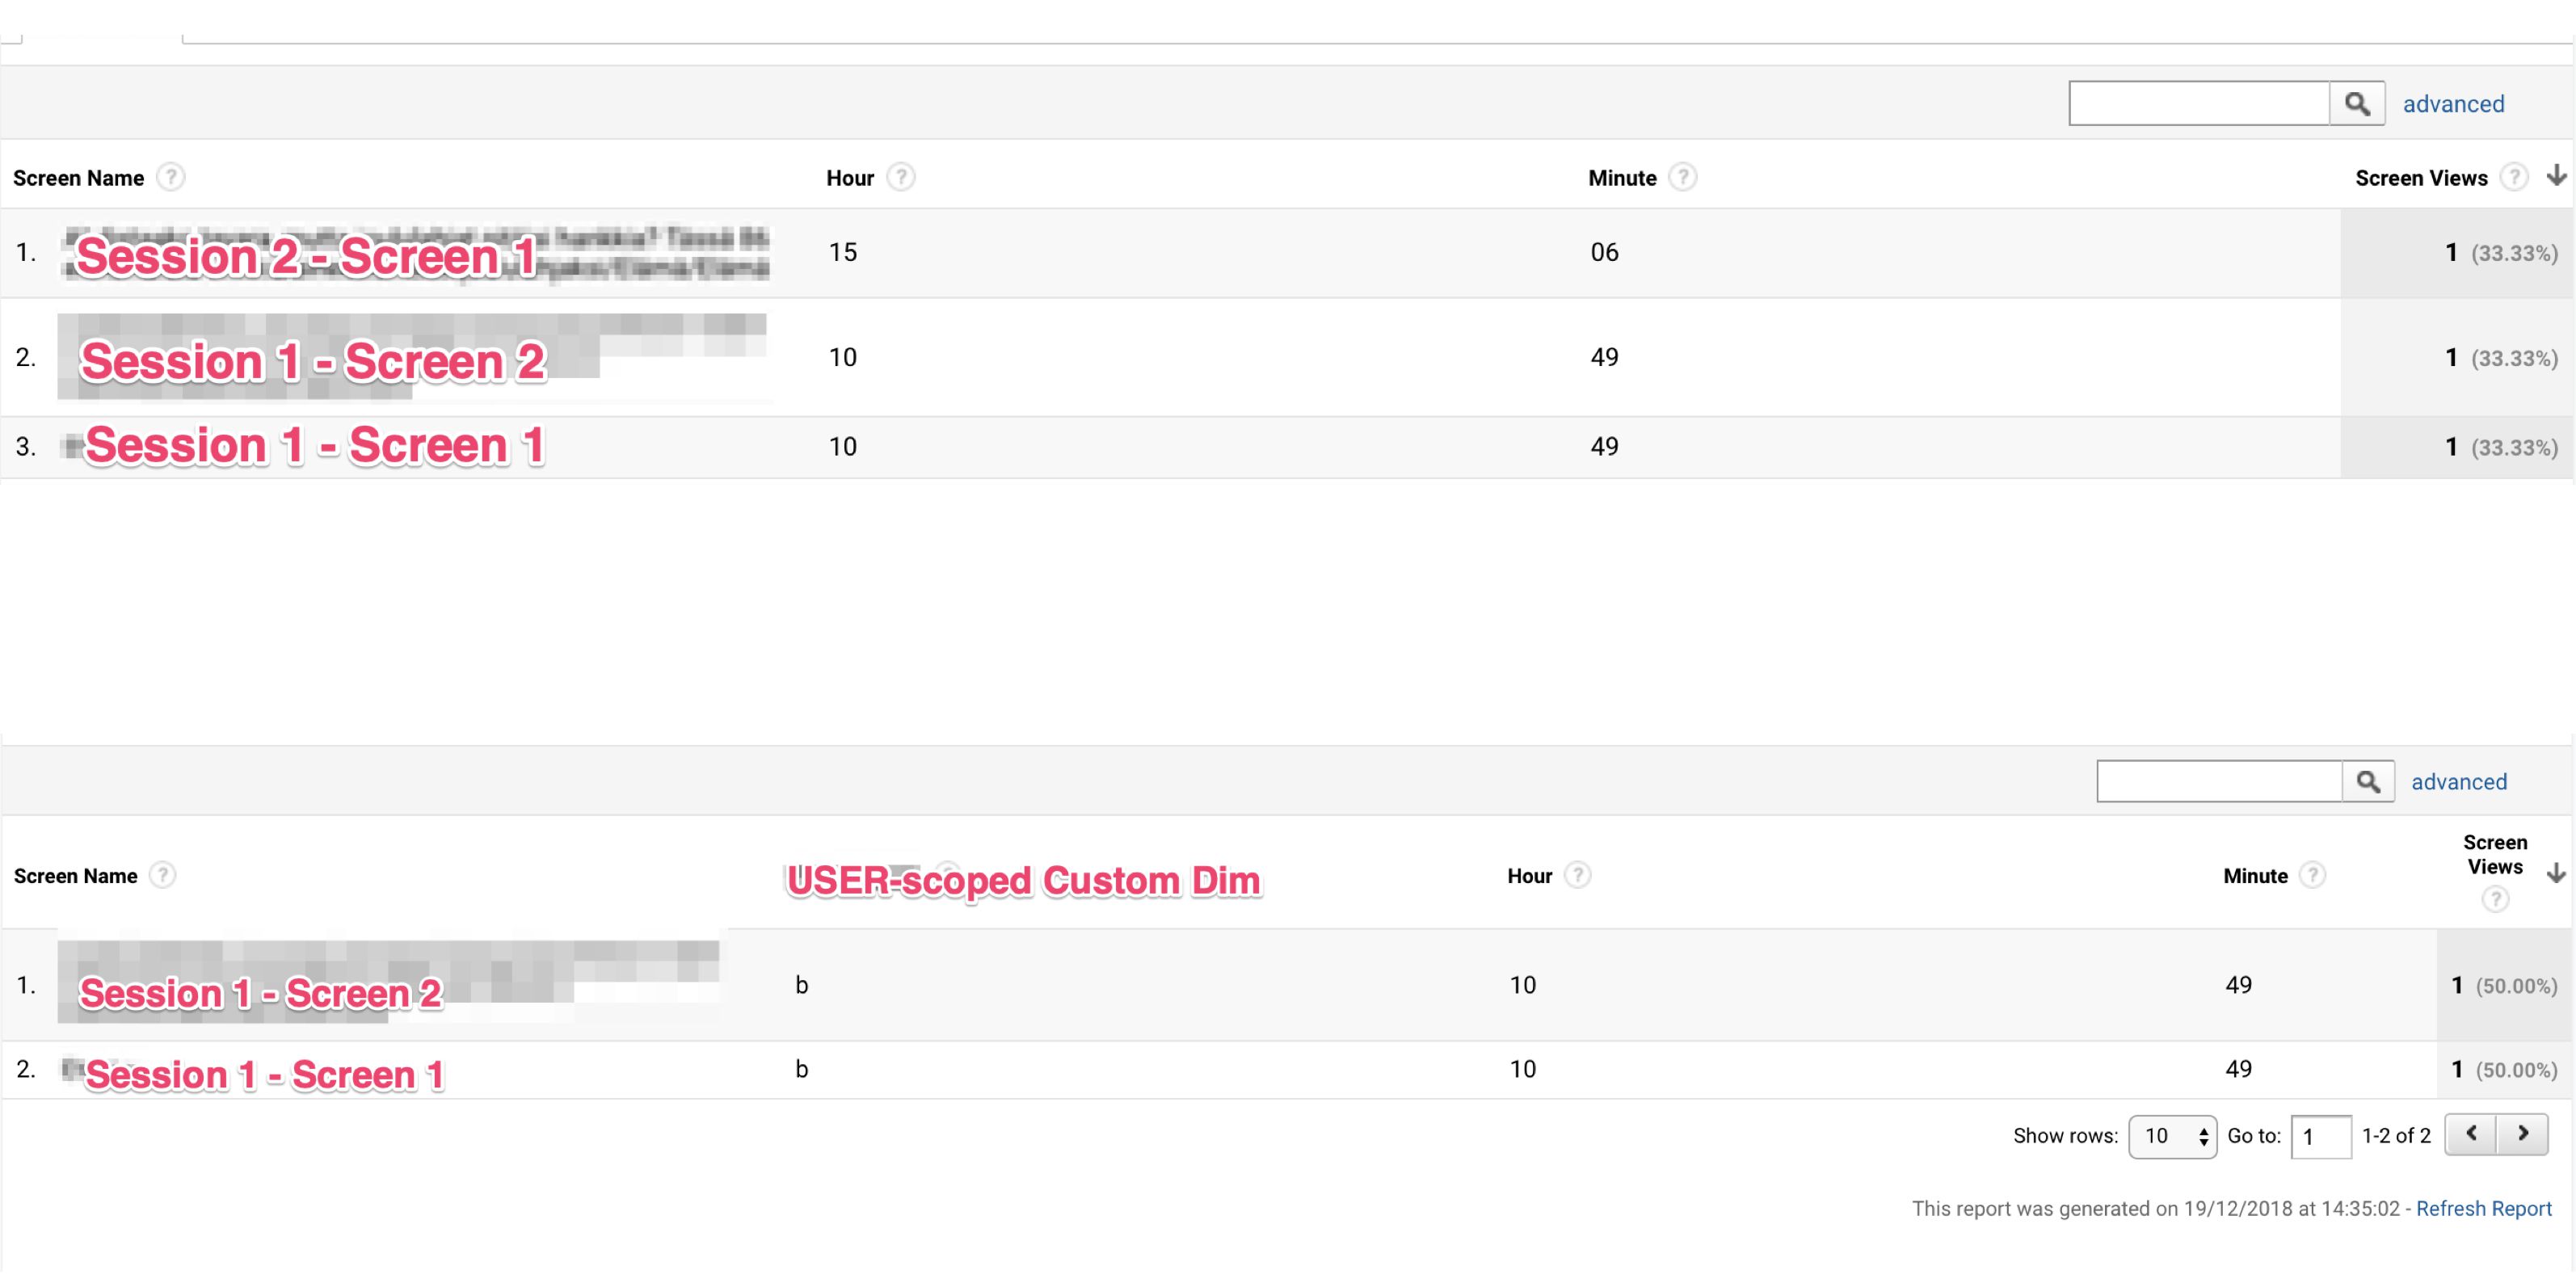 advanced
Screen Name ? Hour ? Minute ? Screen Views ?
1. Session 2 - Screen 1 15 06 1 (33.33%)
2. Session 1 - Screen 2 10 49 1 (33.33%)
3. Session 1 - Screen 1 10 49 1 (33.33%)
advanced
Screen Name ? USER-scoped Custom Dim Hour ? Minute ? Screen Views ?
1. Session 1 - Screen 2 b 10 49 1 (50.00%)
2. Session 1 - Screen 1 b 10 49 1 (50.00%)
Show rows: 10 Go to: 1 1-2 of 2
This report was generated on 19/12/2018 at 14:35:02 - Refresh Report